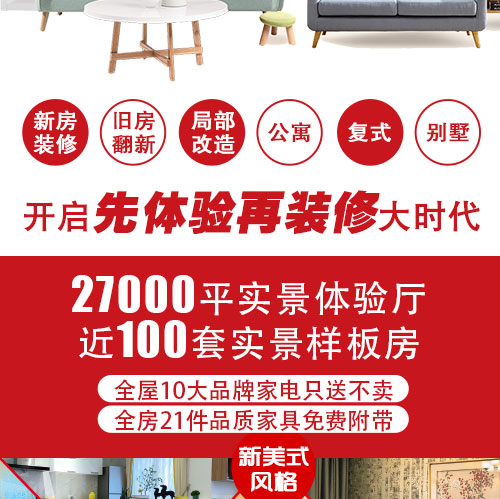 新房装修
旧房翻新
局部改造
公寓
复式
别墅
开启先体验再装修大时代
27000平实景体验厅
近100套实景样板房
全屋10大品牌家电只送不卖
全房21件品质家具免费附带
新美式
风格